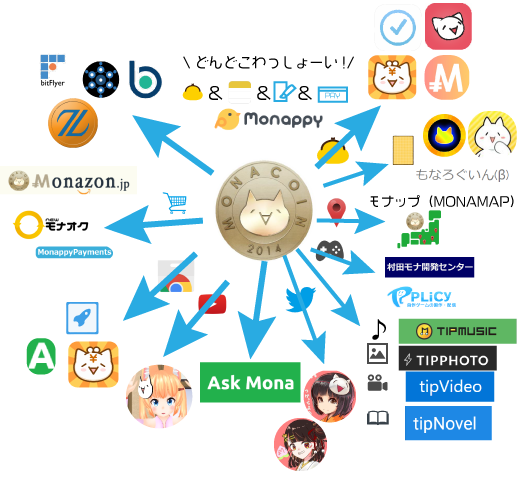 \ どんどこわっしょーい!/
& & &
PAY
Monappy
bitFlyer
もなろぐいん(β)
MONACOIN
2014
Monazon.jp
モナップ (MONAMAP)
new
モナオク
MonappyPayments
村田モナ開発センター
PLiCY
TIPMUSIC
TIPPHOTO
tipVideo
tipNovel
Ask Mona
A